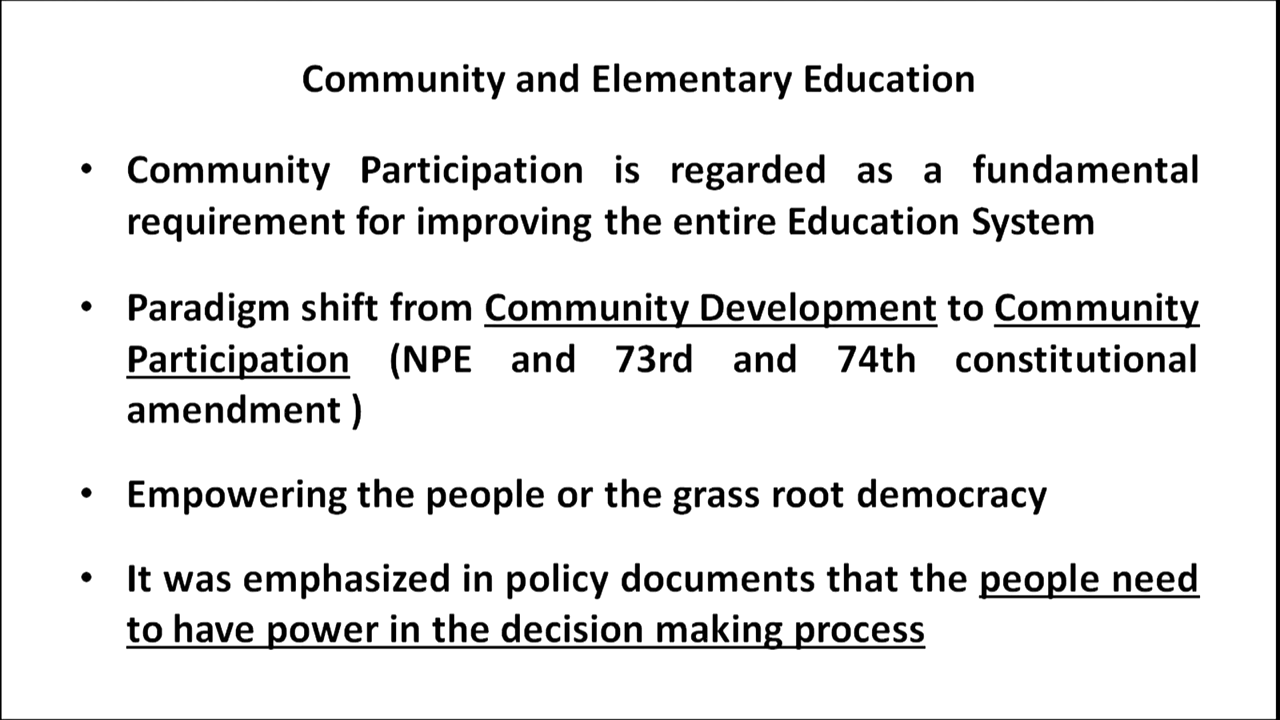 Community and Elementary Education
• Community Participation is regarded as a fundamental
requirement for improving the entire Education System
• Paradigm shift from Community Development to Community
Participation (NPE and 73rd and 74th constitutional
amendment )
• Empowering the people or the grass root democracy
• It was emphasized in policy documents that the people need
to have power in the decision making process